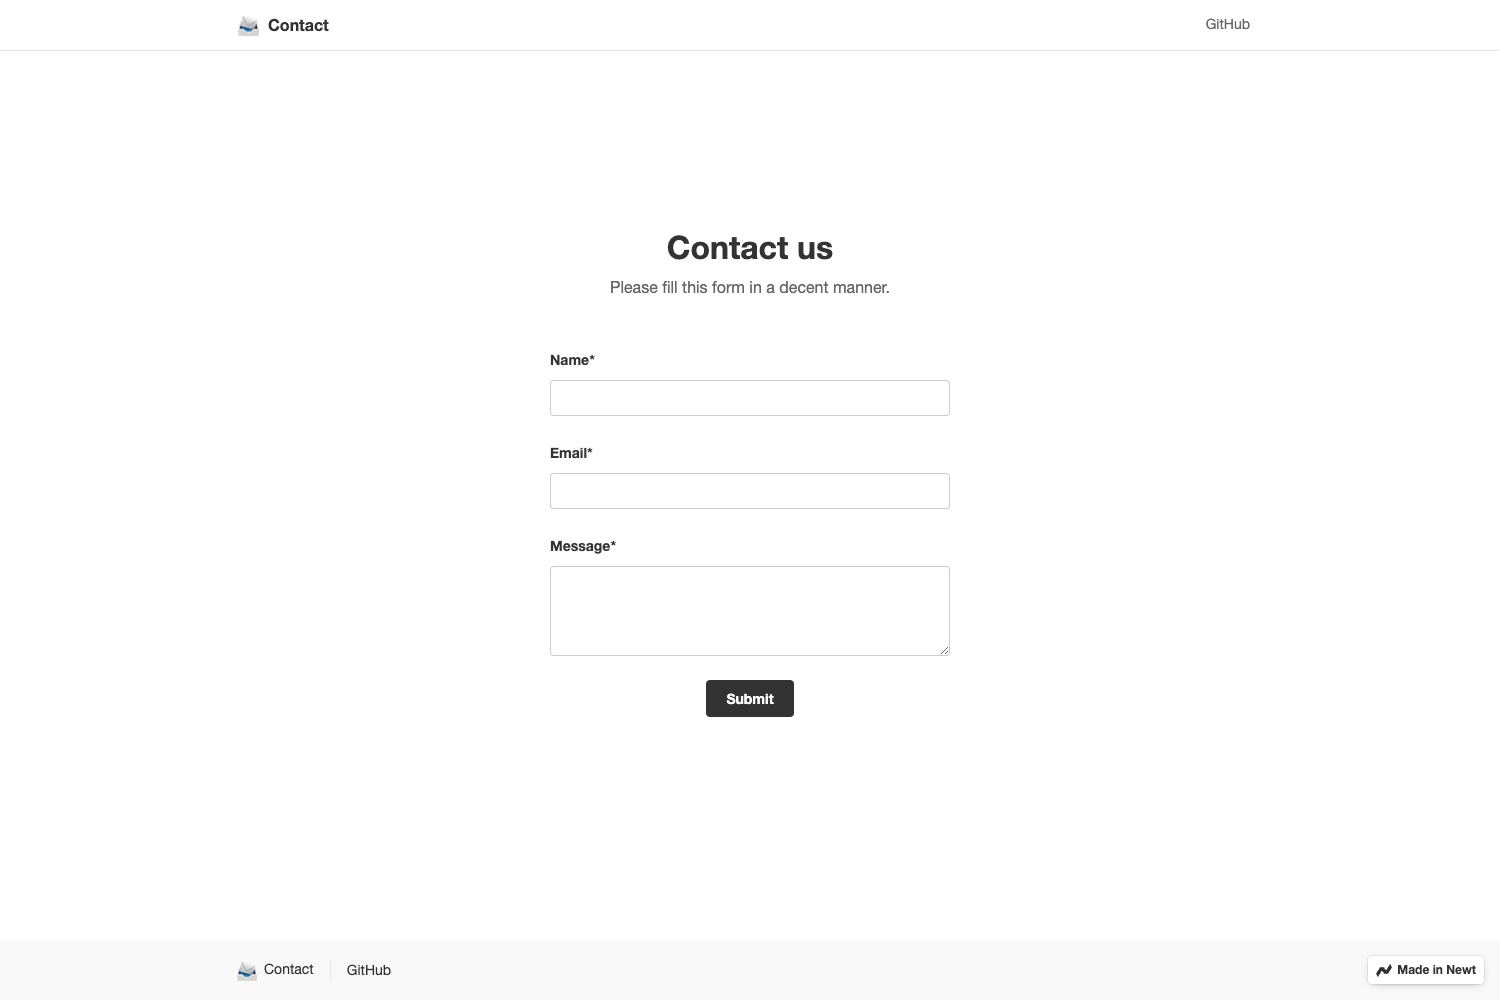 Contact
GitHub
Contact us
Please fill this form in a decent manner.
Name*
Email*
Message*
Submit
Contact
GitHub
Made in Newt